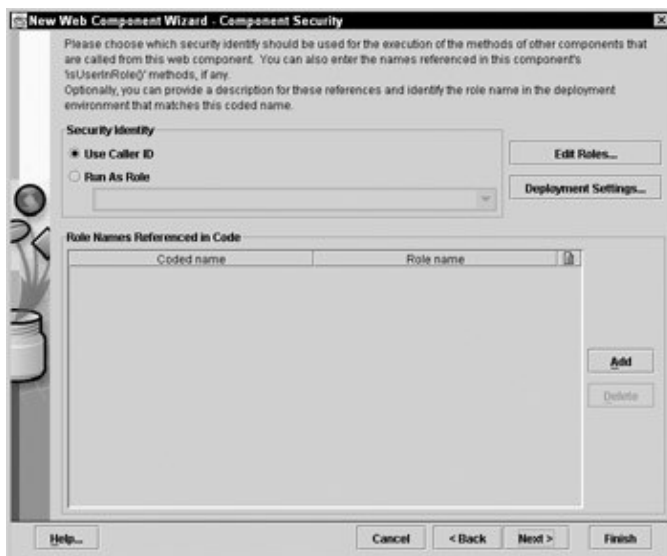 New Web Component Wizard - Component Security
Please choose which security identify should be used for the execution of the methods of other components that
are called from this web component. You can also enter the names referenced in this component's
'isUserInRole()' methods, if any.
Optionally, you can provide a description for these references and identify the role name in the deployment
environment that matches this coded name.
Security Identity
Use Caller ID
Run As Role
Edit Roles...
Deployment Settings...
Role Names Referenced in Code
Coded name Role name
Add
Delete
Help... Cancel < Back Next > Finish